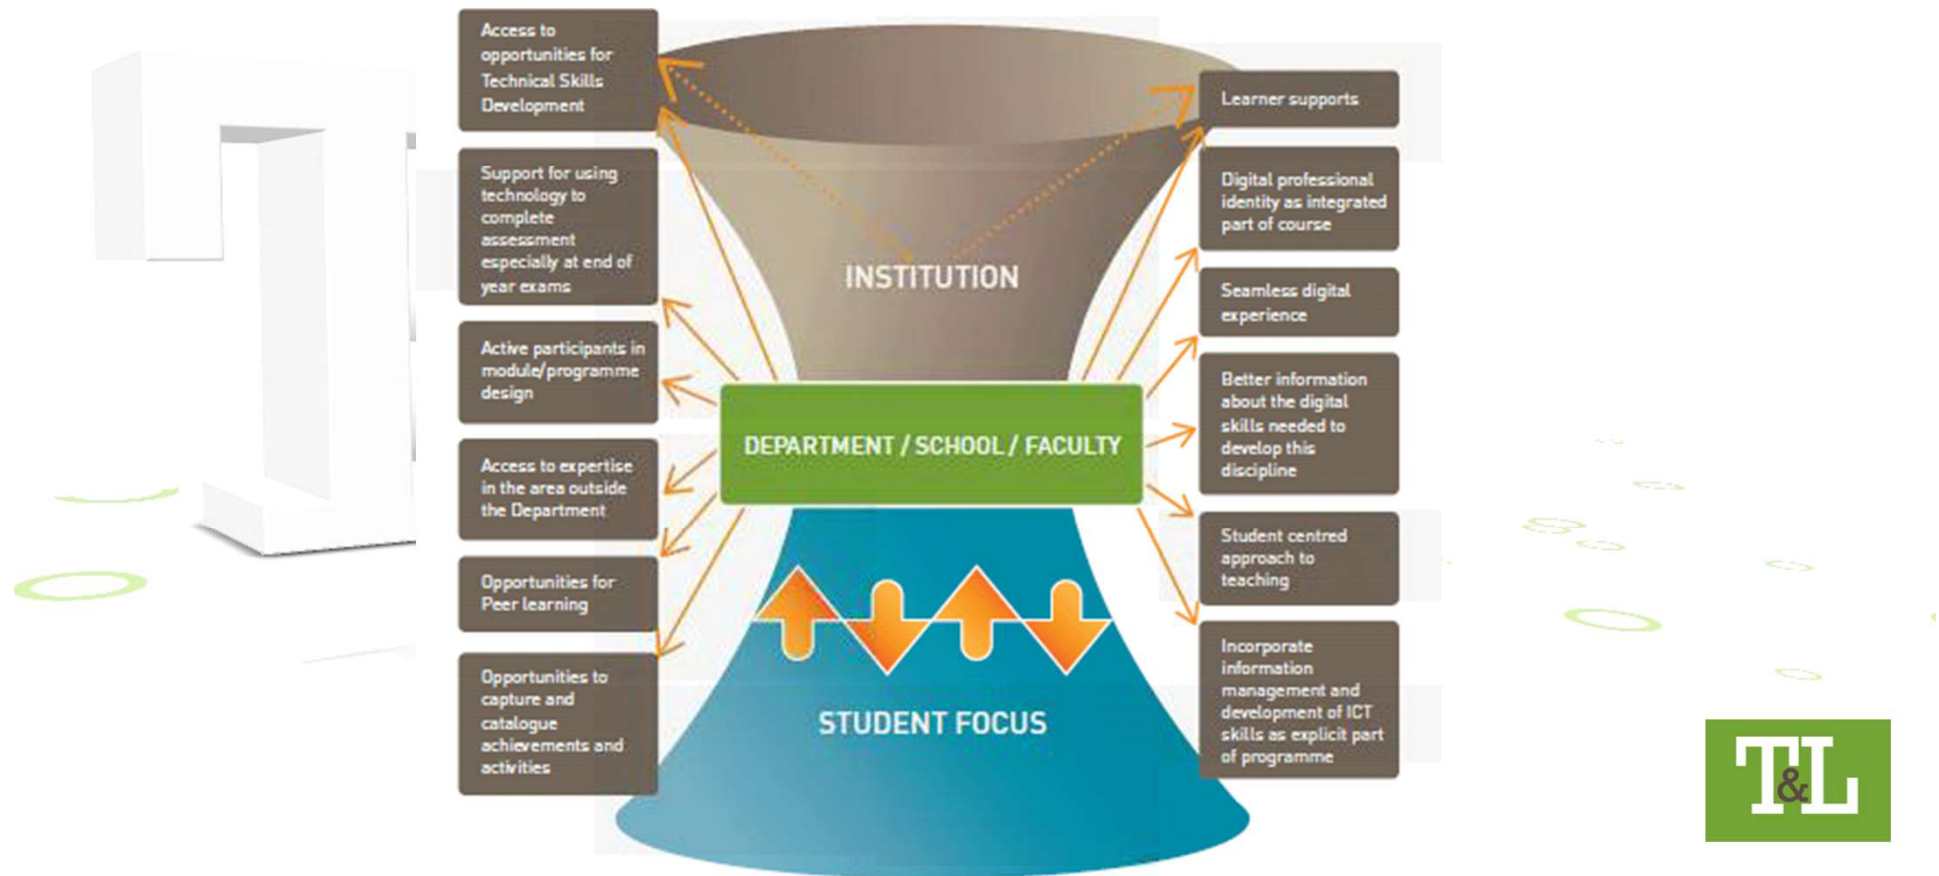 Access to
opportunities for
Technical Skills
Development
Support for using
technology to
complete
assessment
especially at end of
year exams
Active participants in
module/programme
design
Access to expertise
in the area outside
the Department
Opportunities for
Peer learning
Opportunities to
capture and
catalogue
achievements and
activities
INSTITUTION
DEPARTMENT / SCHOOL / FACULTY
STUDENT FOCUS
Learner supports
Digital professional
identity as integrated
part of course
Seamless digital
experience
Better information
about the digital
skills needed to
develop this
discipline
Student centred
approach to
teaching
Incorporate
information
management and
development of ICT
skills as explicit part
of programme
T&L